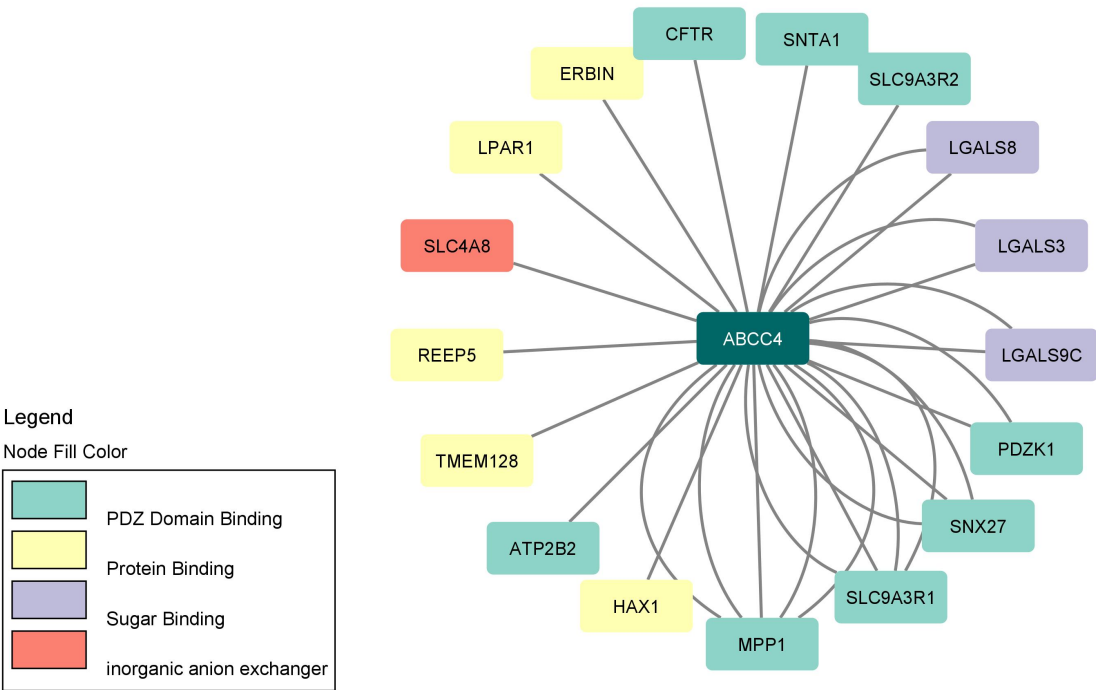 CFTR
SNTA1
ERBIN
SLC9A3R2
LPAR1
LGALS8
SLC4A8
LGALS3
ABCC4
REEP5
LGALS9C
TMEM128
PDZK1
ATP2B2
SNX27
HAX1
SLC9A3R1
MPP1
Legend
Node Fill Color
PDZ Domain Binding
Protein Binding
Sugar Binding
inorganic anion exchanger